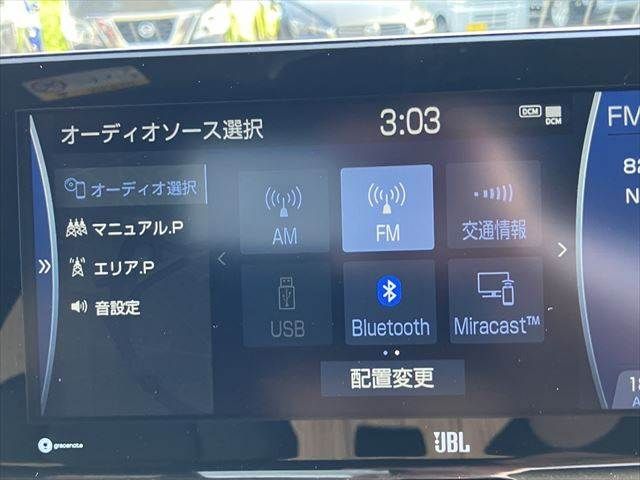 オーディオソース選択
3:03
DCM
DCM
FM
オーディオ選択
マニュアル.P
エリア.P
音設定
AM
FM
交通情報
USB
Bluetooth
Miracast™
配置変更
82
N
18
A
gracenote
JBL